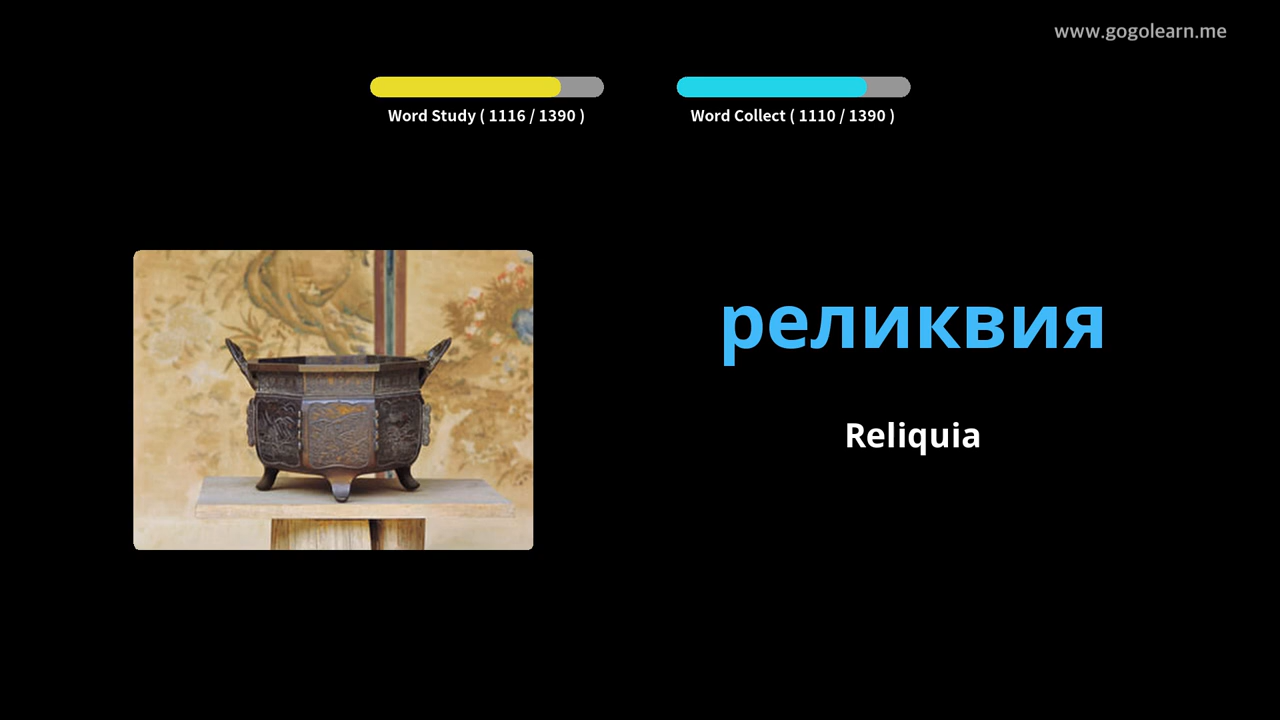 www.gogolearn.me
Word Study ( 1116 / 1390 )
Word Collect ( 1110 / 1390 )
реликвия
Reliquia